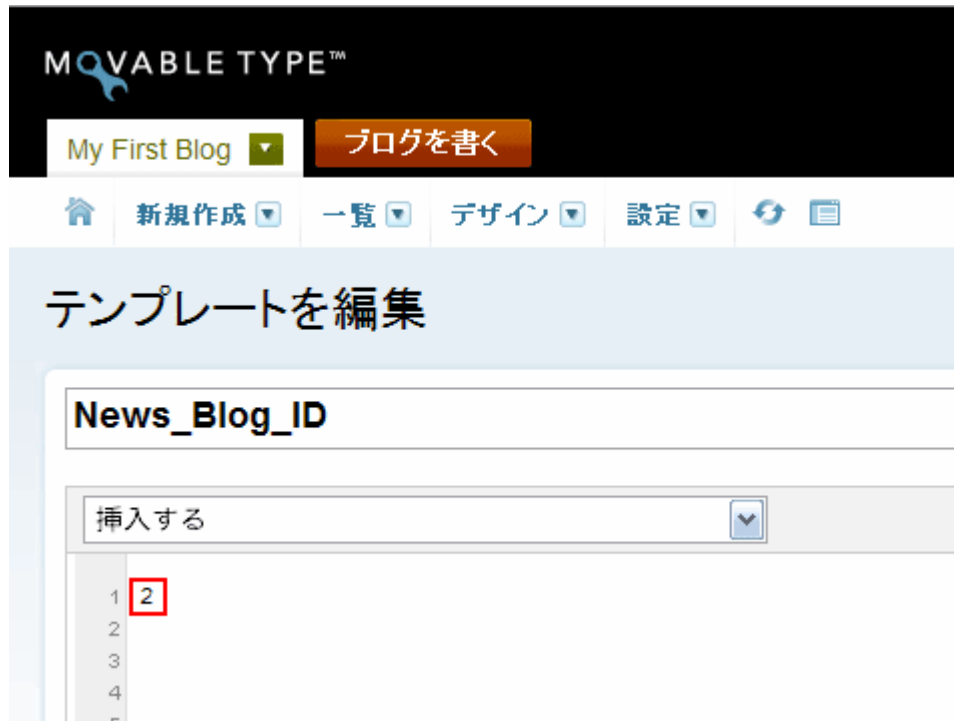 MOVABLE TYPE™
My First Blog ブログを書く
新規作成 一覧 デザイン 設定
テンプレートを編集
News_Blog_ID
挿入する
1 2
2
3
4